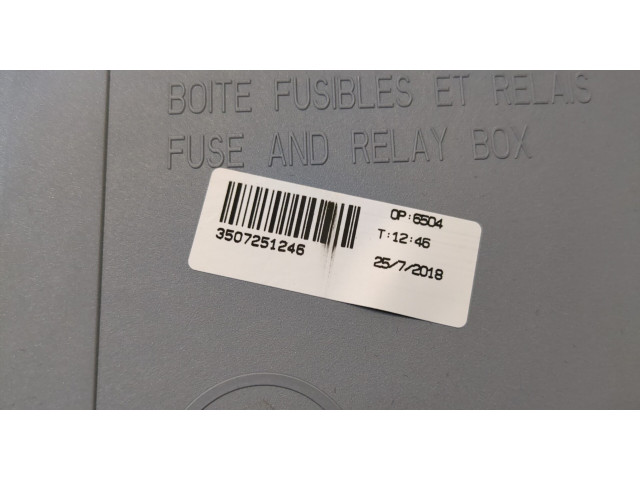 BOITE FUSIBLES ET RELAIS
FUSE AND RELAY BOX
3507251246
OP:6504
T:12:46
25/7/2018